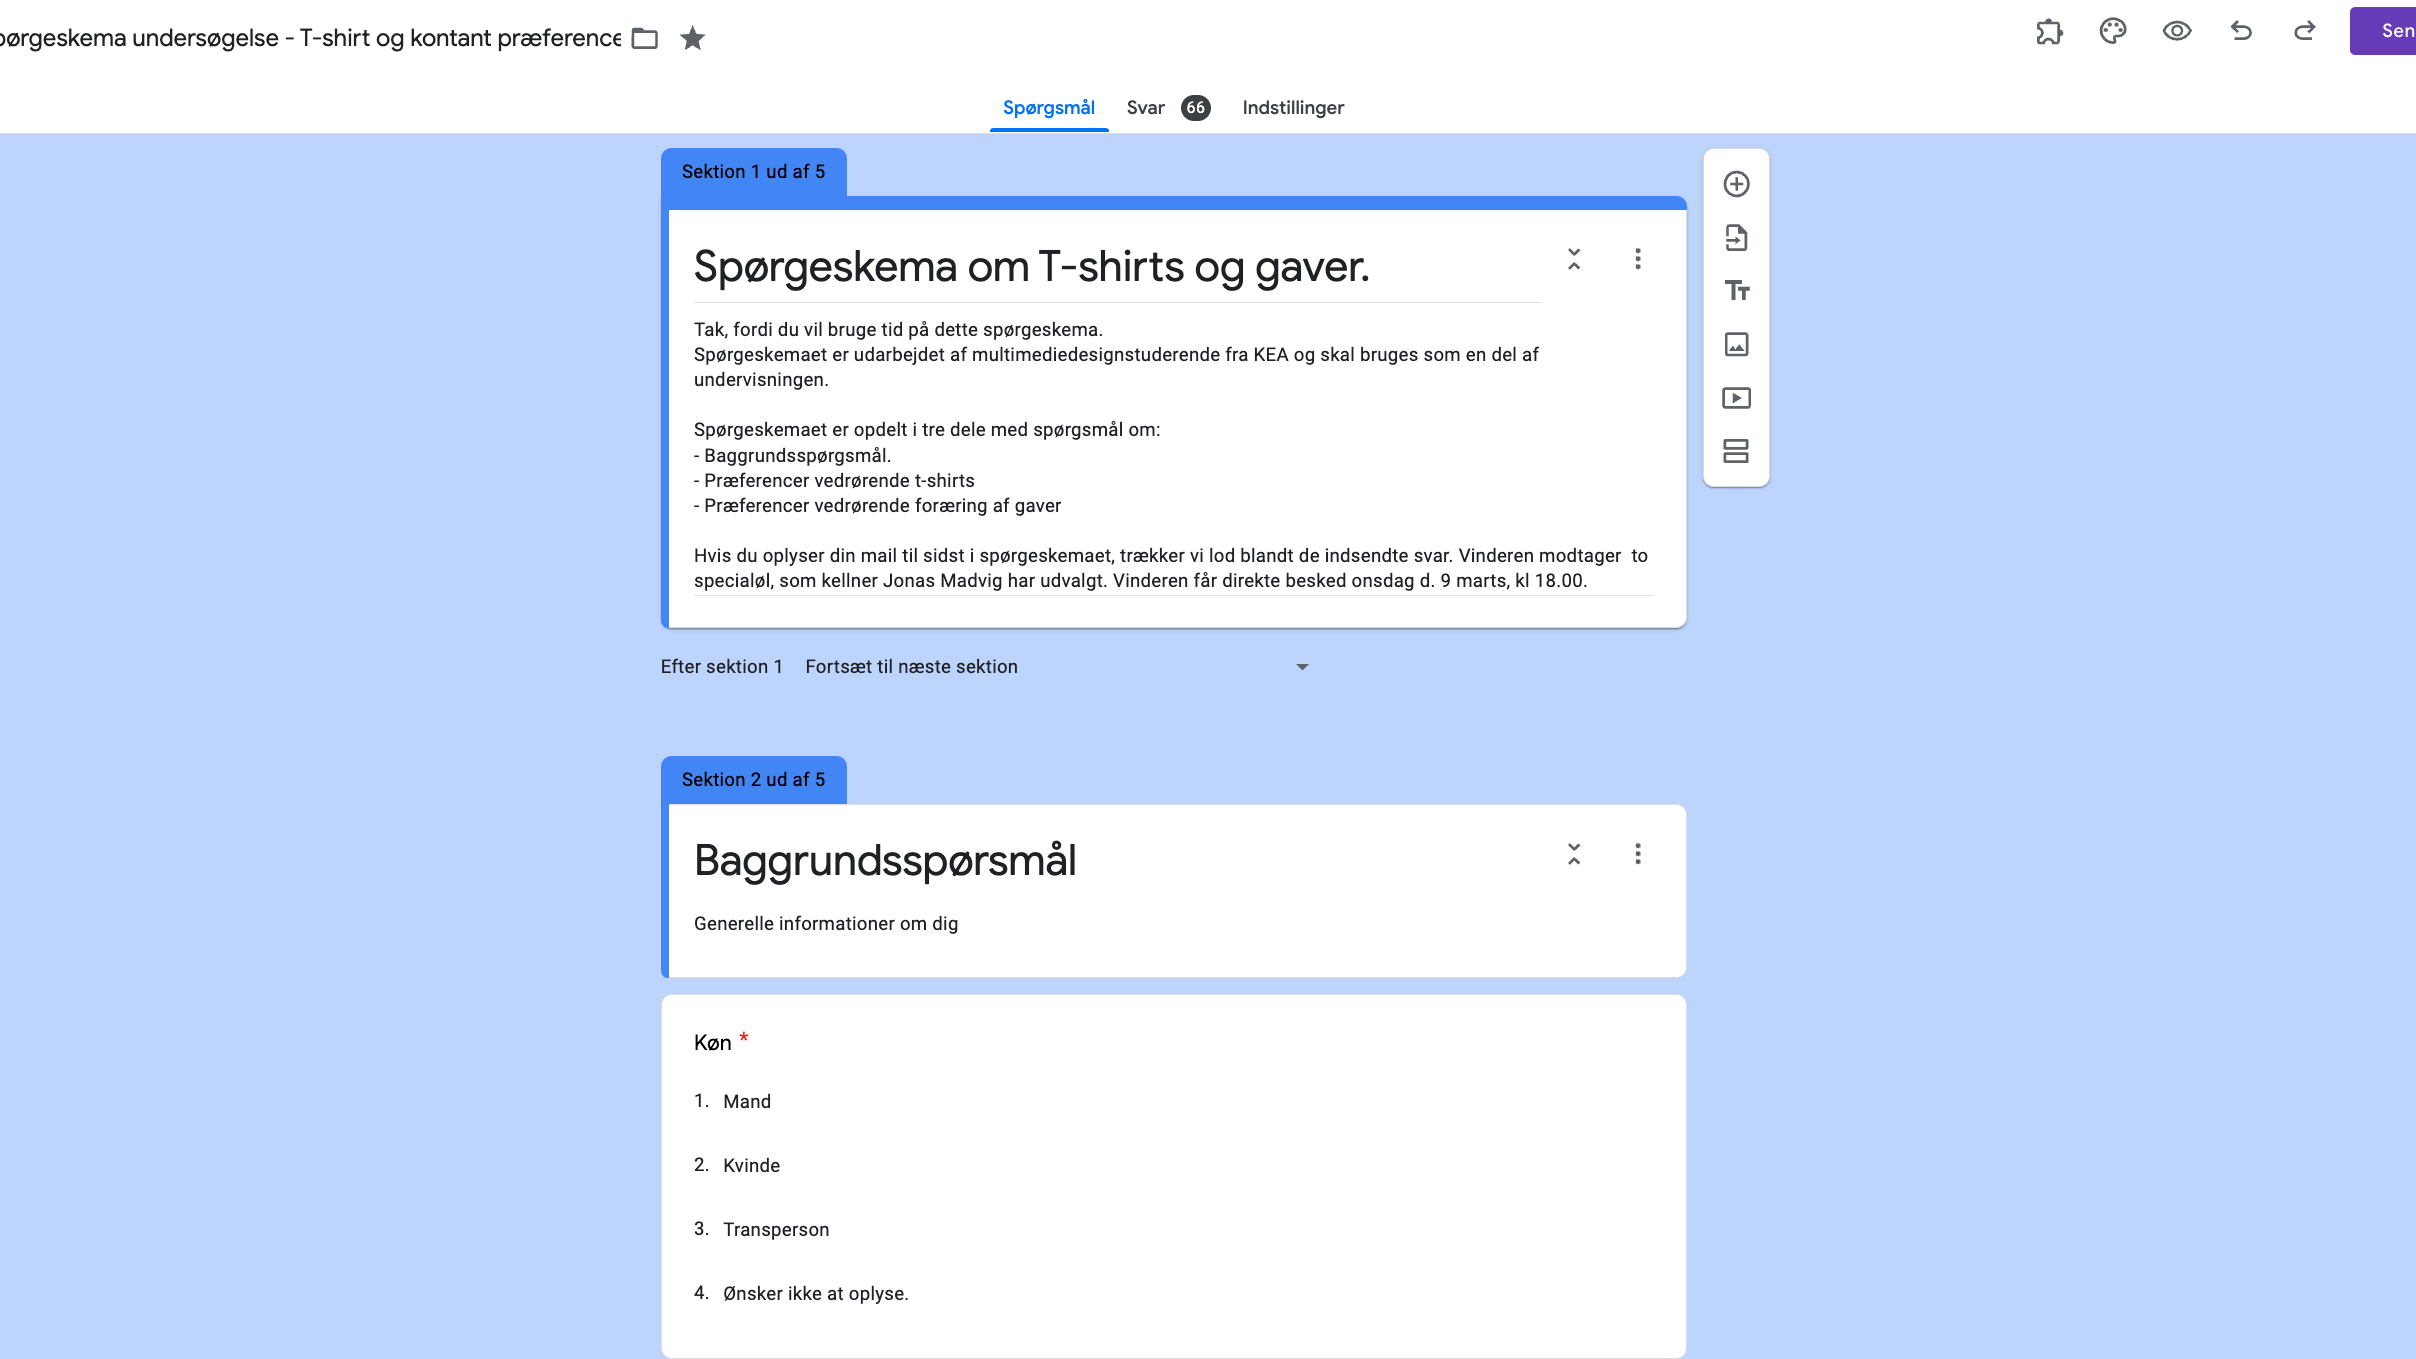 ørgeskema undersøgelse - T-shirt og kontant præference
Spørgsmål Svar 66 Indstillinger
Sektion 1 ud af 5
Spørgeskema om T-shirts og gaver.
Tak, fordi du vil bruge tid på dette spørgeskema.
Spørgeskemaet er udarbejdet af multimediedesignstuderende fra KEA og skal bruges som en del af
undervisningen.
Spørgeskemaet er opdelt i tre dele med spørgsmål om:
- Baggrundsspørgsmål.
- Præferencer vedrørende t-shirts
- Præferencer vedrørende foræring af gaver
Hvis du oplyser din mail til sidst i spørgeskemaet, trækker vi lod blandt de indsendte svar. Vinderen modtager  to
specialøl, som kellner Jonas Madvig har udvalgt. Vinderen får direkte besked onsdag d. 9 marts, kl 18.00.
Efter sektion 1 Fortsæt til næste sektion
Sektion 2 ud af 5
Baggrundsspørsmål
Generelle informationer om dig
Køn *
1. Mand
2. Kvinde
3. Transperson
4. Ønsker ikke at oplyse.